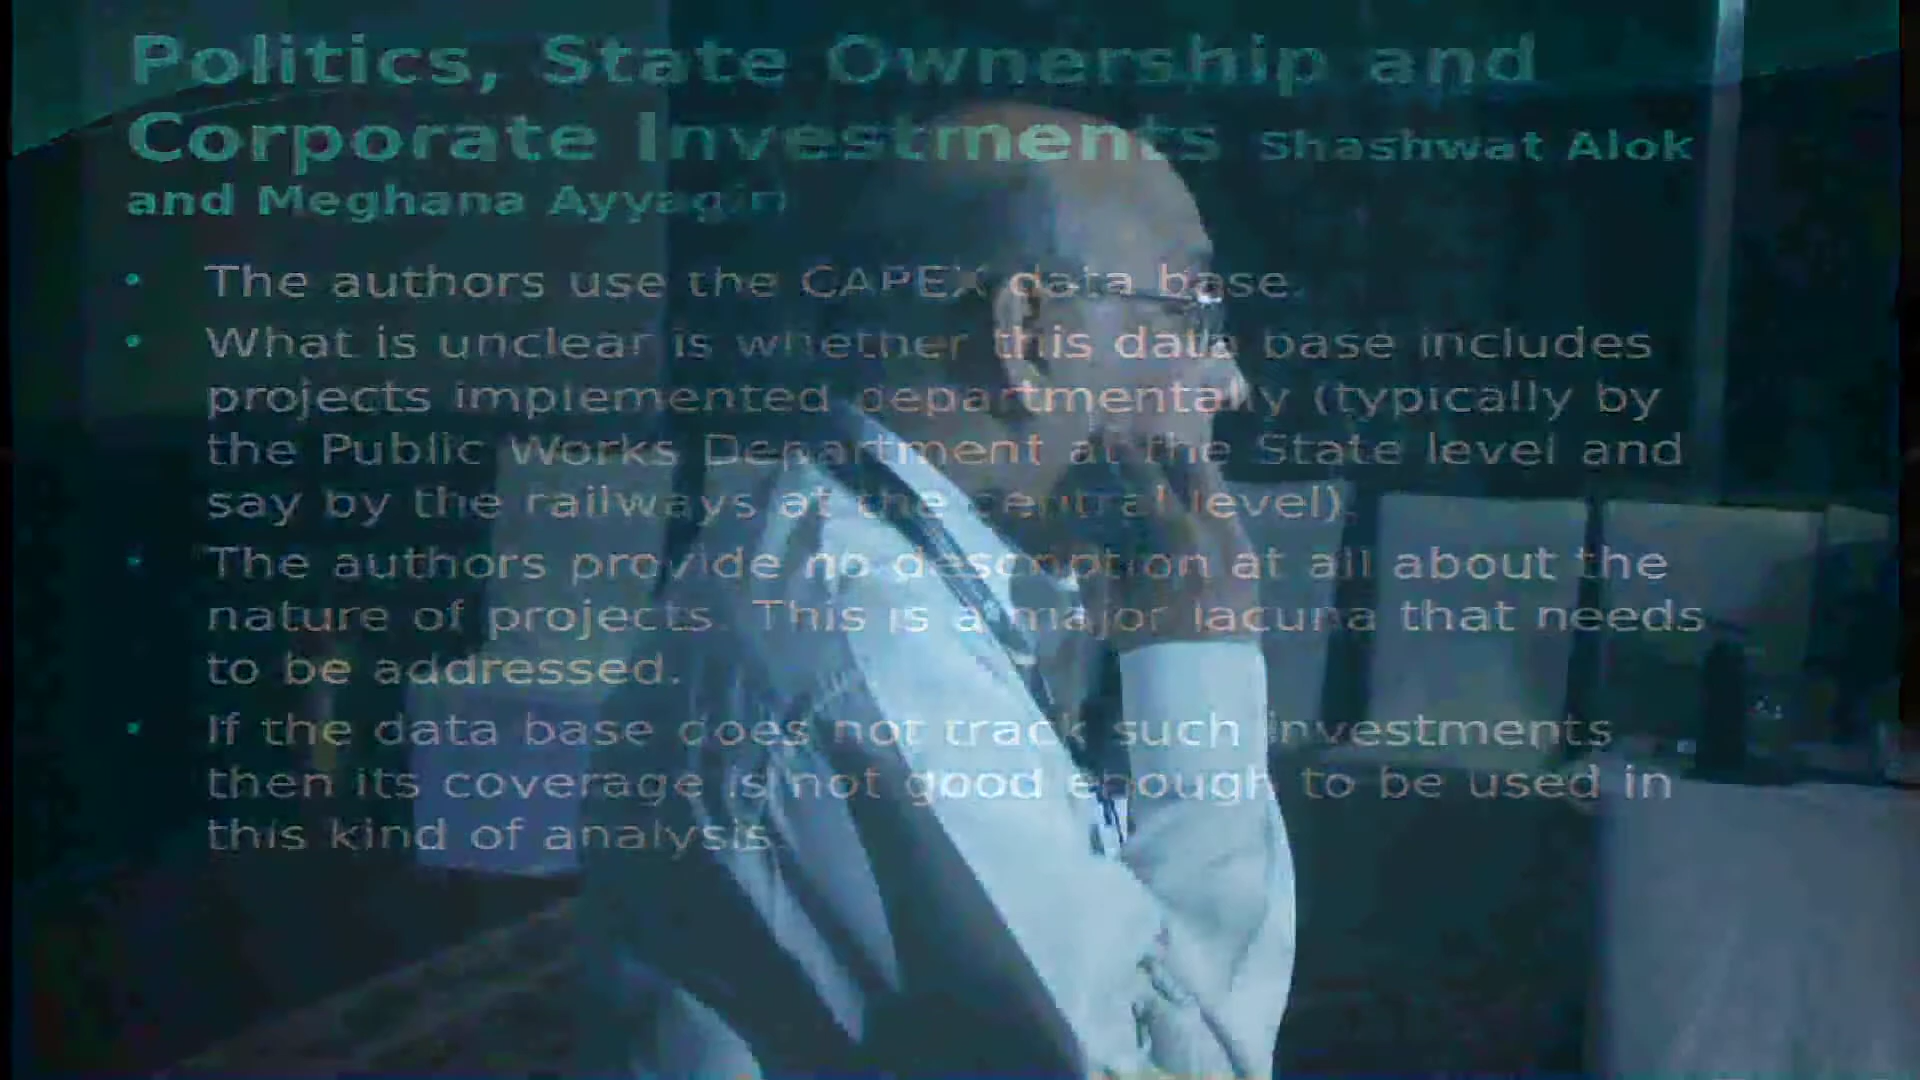 Politics, State Ownership and
Corporate Investments Shashwat Alok
and Meghana Ayyagiri
• The authors use the CAPEX data base.
• What is unclear is whether this data base includes
projects implemented departmentally (typically by
the Public Works Department at the State level and
say by the railways at the central level).
• The authors provide no description at all about the
nature of projects. This is a major lacuna that needs
to be addressed.
• If the data base does not track such investments
then its coverage is not good enough to be used in
this kind of analysis.